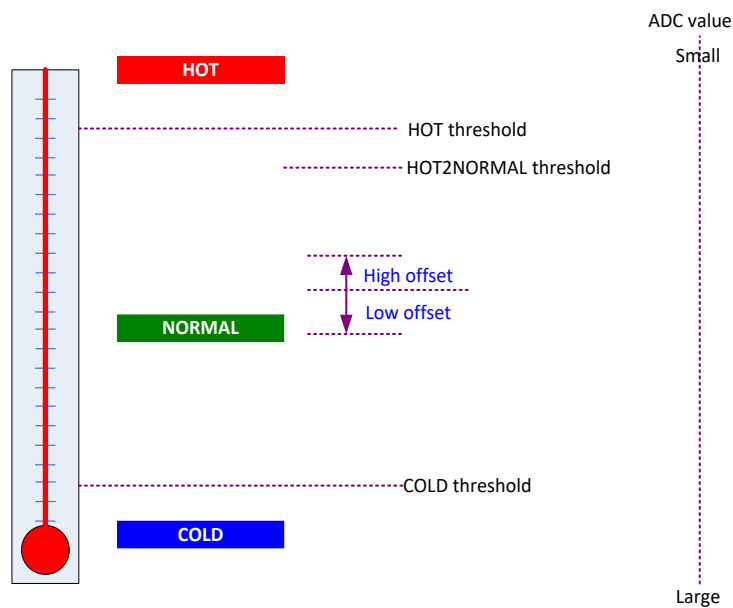 ADC value
Small
HOT
HOT threshold
HOT2NORMAL threshold
High offset
Low offset
NORMAL
COLD threshold
COLD
Large